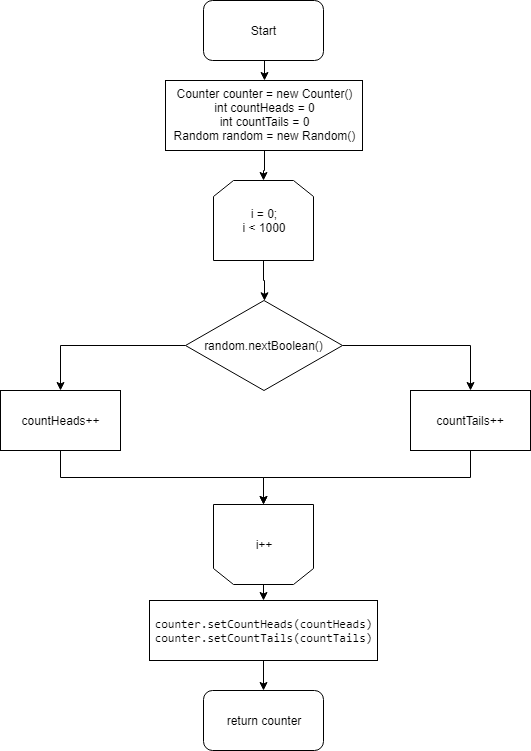 Start
Counter counter = new Counter()
int countHeads = 0
int countTails = 0
Random random = new Random()
i = 0;
i < 1000
random.nextBoolean()
countHeads++
countTails++
i++
counter.setCountHeads(countHeads)
counter.setCountTails(countTails)
return counter